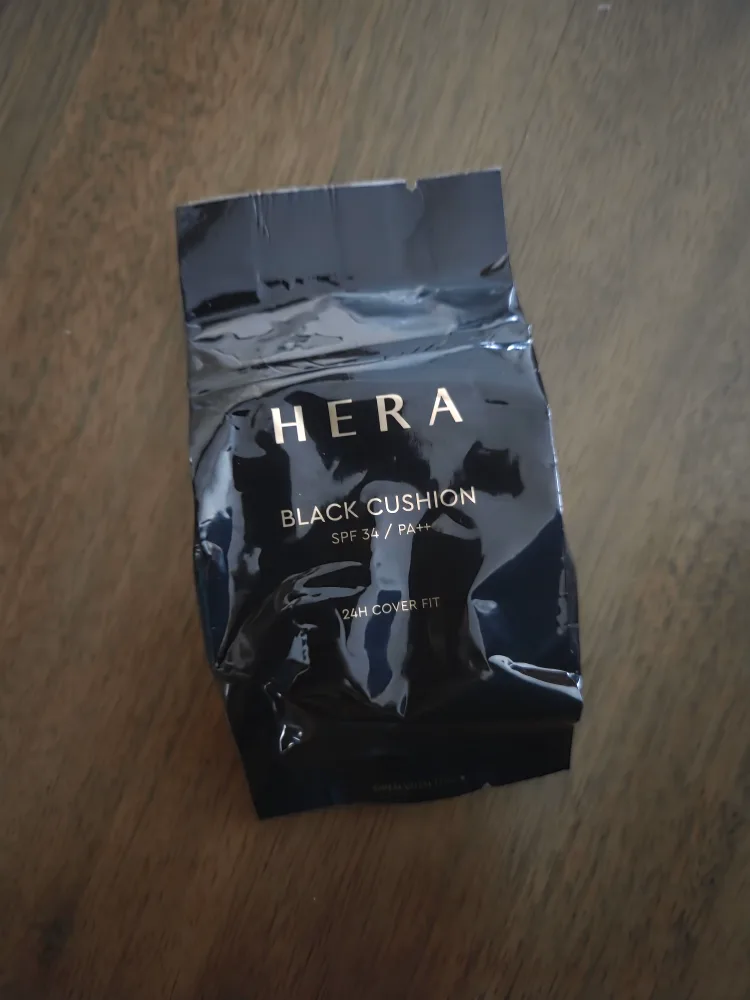 HERA
BLACK CUSHION
SPF 34 / PA++
24H COVER FIT